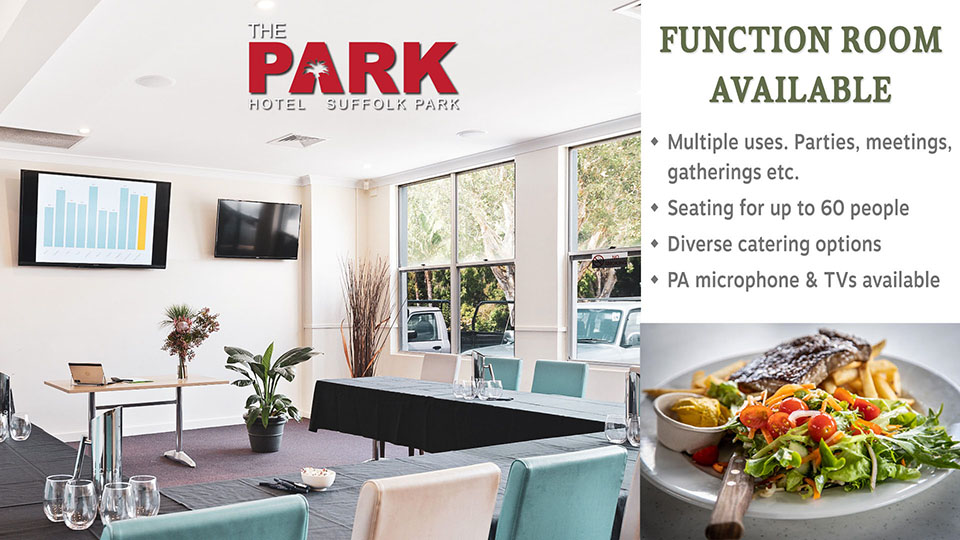 THE
PARK
HOTEL SUFFOLK PARK
FUNCTION ROOM
AVAILABLE
Multiple uses. Parties, meetings,
gatherings etc.
Seating for up to 60 people
Diverse catering options
PA microphone & TVs available